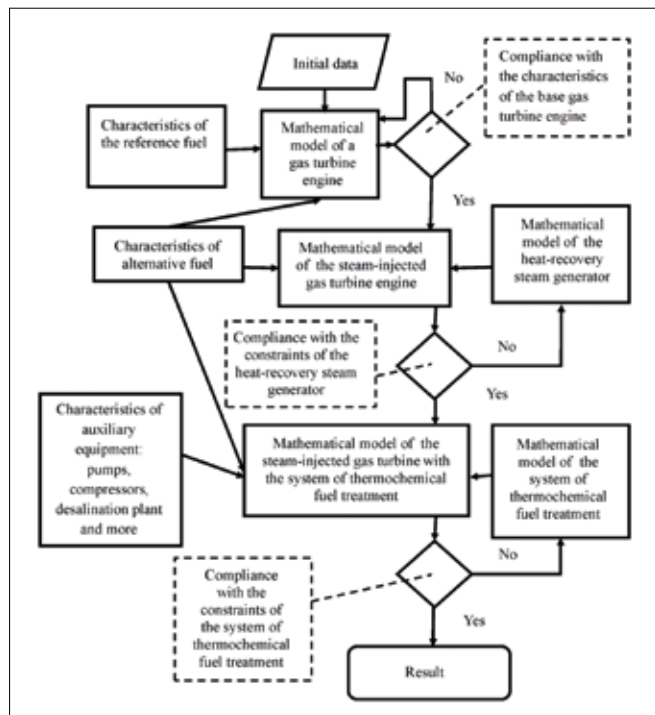 Initial data
No
Compliance with
the characteristics
of the base gas
turbine engine
Characteristics of
the reference fuel
Mathematical
model of a
gas turbine
engine
Yes
Characteristics of
alternative fuel
Mathematical model
of the steam-injected
gas turbine engine
Mathematical
model of the
heat-recovery
steam generator
Compliance with the
constraints of the
heat-recovery steam
generator
No
Yes
Characteristics of
auxiliary equipment:
pumps,
compressors,
desalination plant
and more
Mathematical model of the
steam-injected gas turbine with
the system of thermochemical
fuel treatment
Mathematical
model of the
system of
thermochemical
fuel treatment
Compliance
with the
constraints of
the system of
thermochemical
fuel treatment
No
Yes
Result